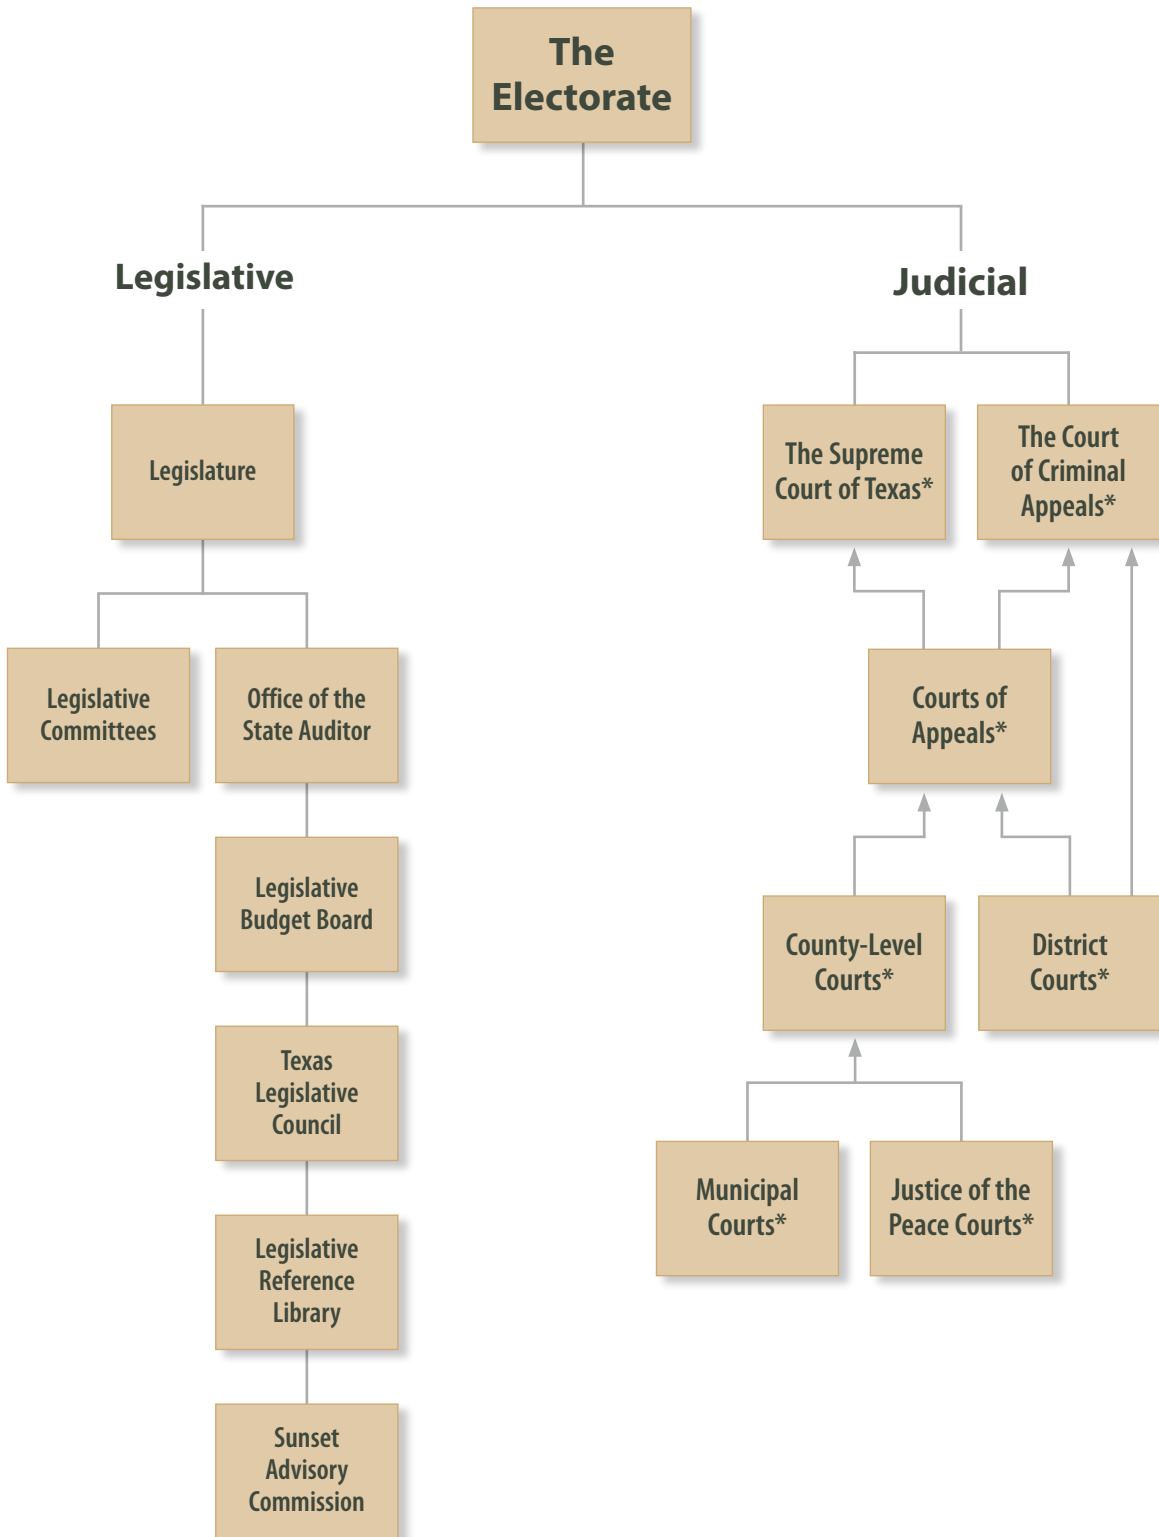 The
Electorate
Legislative
Judicial
Legislature
The Supreme
Court of Texas*
The Court
of Criminal
Appeals*
Legislative
Committees
Office of the
State Auditor
Courts of
Appeals*
Legislative
Budget Board
County-Level
Courts*
District
Courts*
Texas
Legislative
Council
Municipal
Courts*
Justice of the
Peace Courts*
Legislative
Reference
Library
Sunset
Advisory
Commission